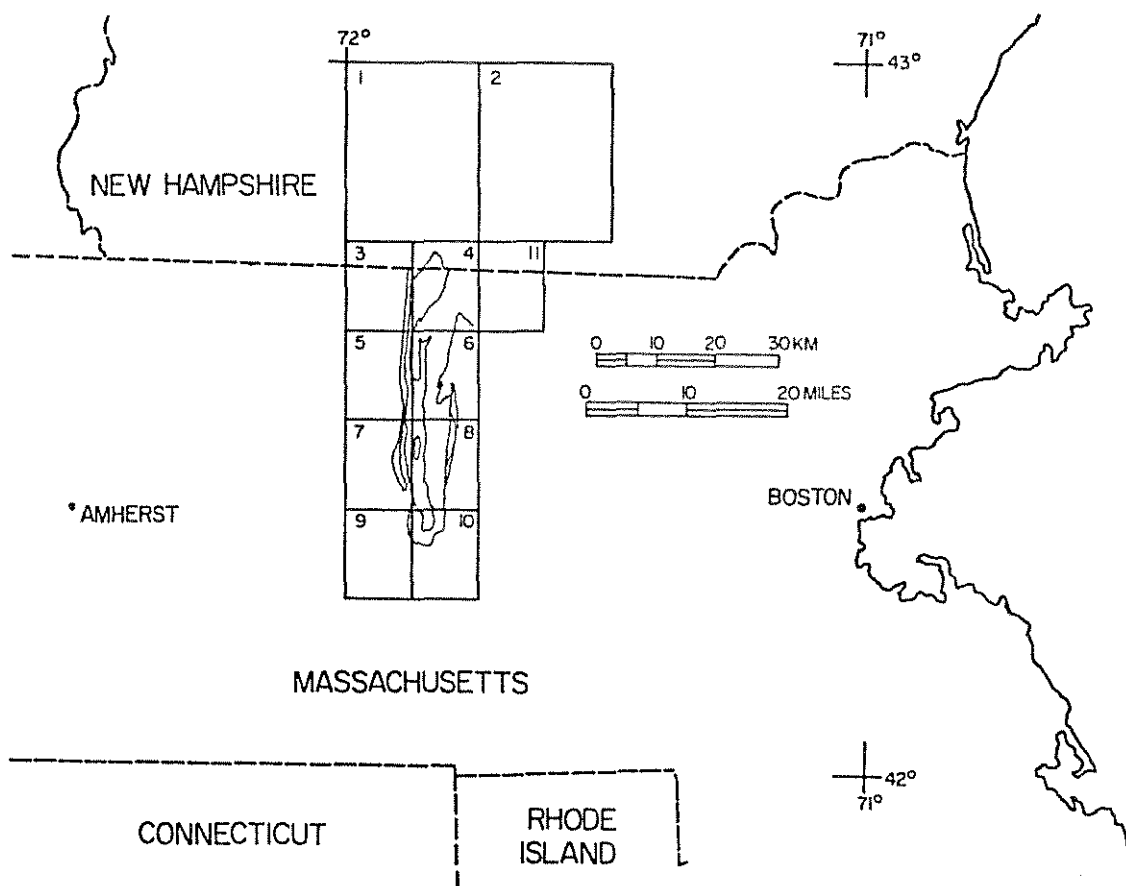 72°
71°
43°
1
2
NEW HAMPSHIRE
3
4
11
5
6
0 10 20 30 KM
0 10 20 MILES
7
8
AMHERST
BOSTON
9
10
MASSACHUSETTS
42°
71°
CONNECTICUT
RHODE
ISLAND